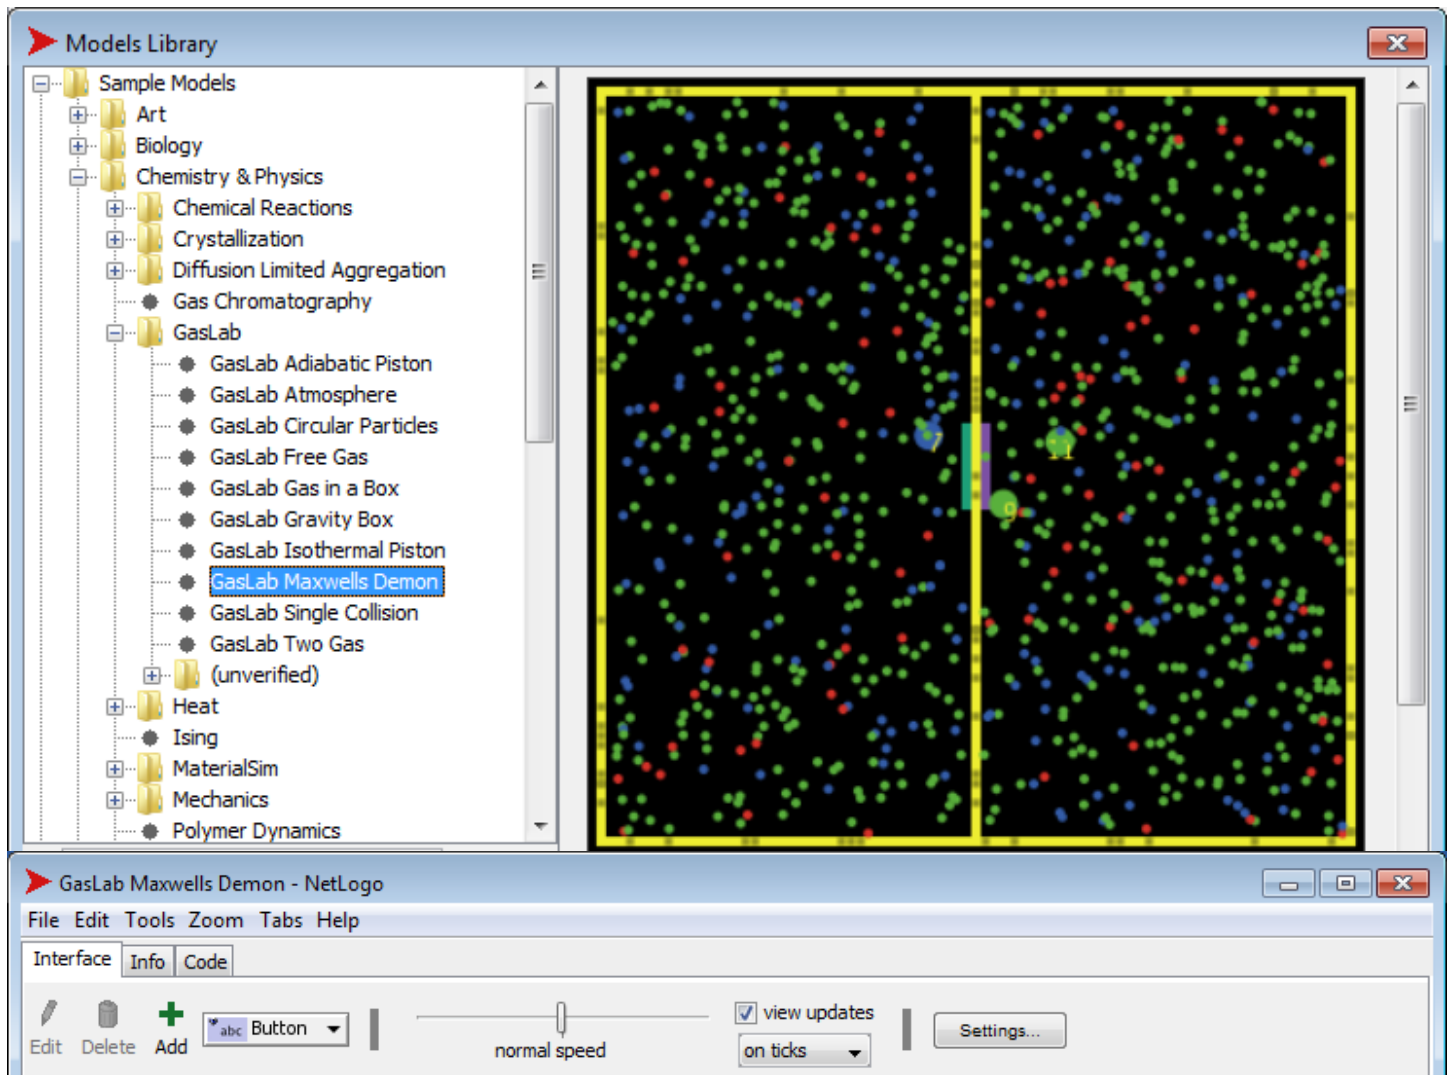 Models Library
Sample Models
Art
Biology
Chemistry & Physics
Chemical Reactions
Crystallization
Diffusion Limited Aggregation
Gas Chromatography
GasLab
GasLab Adiabatic Piston
GasLab Atmosphere
GasLab Circular Particles
GasLab Free Gas
GasLab Gas in a Box
GasLab Gravity Box
GasLab Isothermal Piston
GasLab Maxwells Demon
GasLab Single Collision
GasLab Two Gas
(unverified)
Heat
Ising
MaterialSim
Mechanics
Polymer Dynamics
7
11
9
GasLab Maxwells Demon - NetLogo
File Edit Tools Zoom Tabs Help
Interface Info Code
Edit Delete Add abc Button normal speed view updates on ticks Settings...